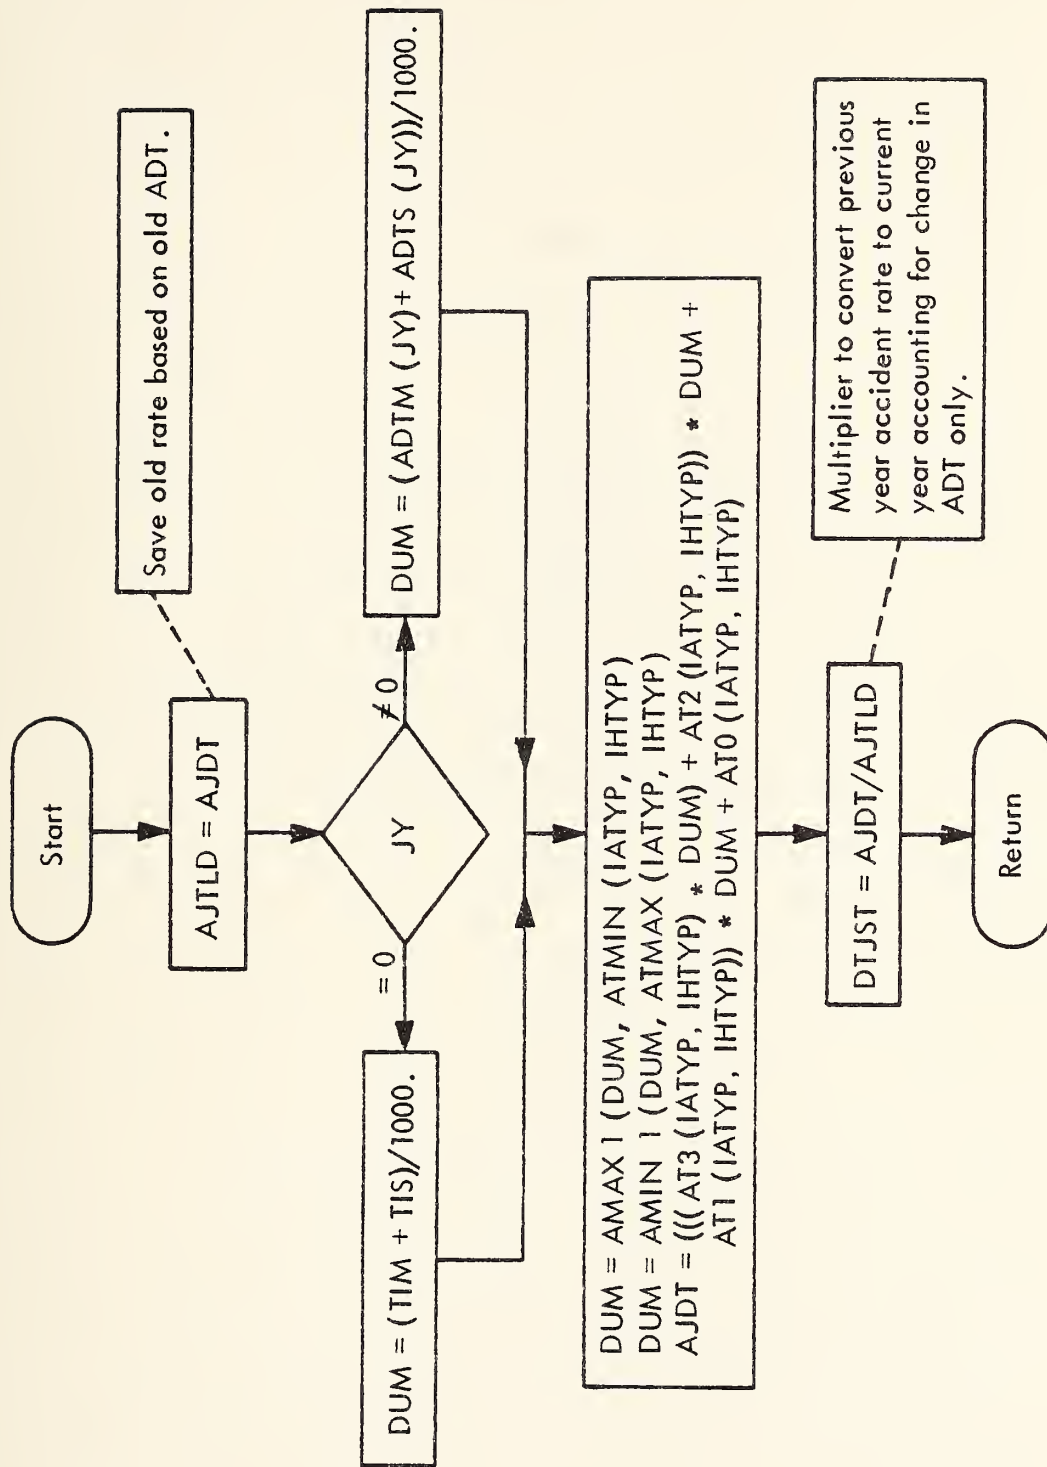 Start
AJTLD = AJDT
Save old rate based on old ADT.
JY
= 0
≠ 0
DUM = (TIM + TIS)/1000.
DUM = (ADTM (JY)+ ADTS (JY))/1000.
DUM = AMAX 1 (DUM, ATMIN (IATYP, IHTYP)
DUM = AMIN 1 (DUM, ATMAX (IATYP, IHTYP)
AJDT = (((AT3 (IATYP, IHTYP) * DUM) + AT2 (IATYP, IHTYP)) * DUM +
AT1 (IATYP, IHTYP)) * DUM + AT0 (IATYP, IHTYP)
DTJST = AJDT/AJTLD
Multiplier to convert previous
year accident rate to current
year accounting for change in
ADT only.
Return